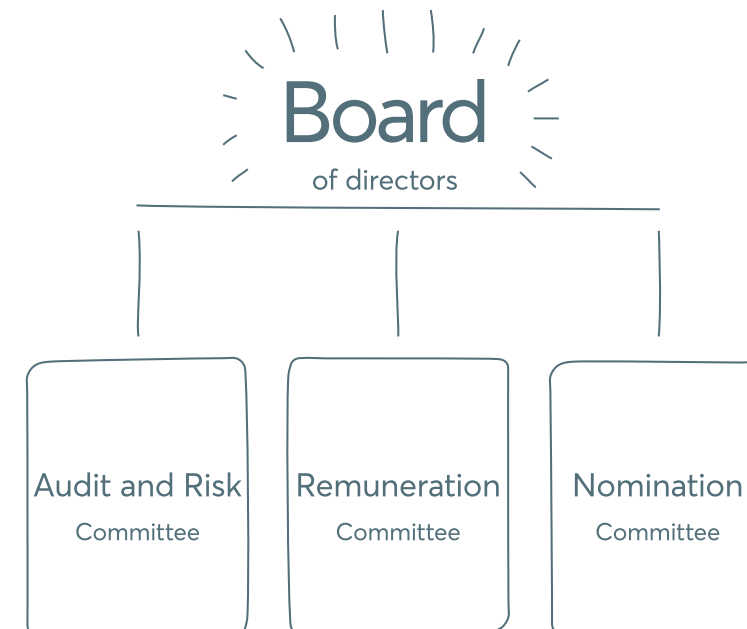 Board
of directors
Audit and Risk
Committee
Remuneration
Committee
Nomination
Committee